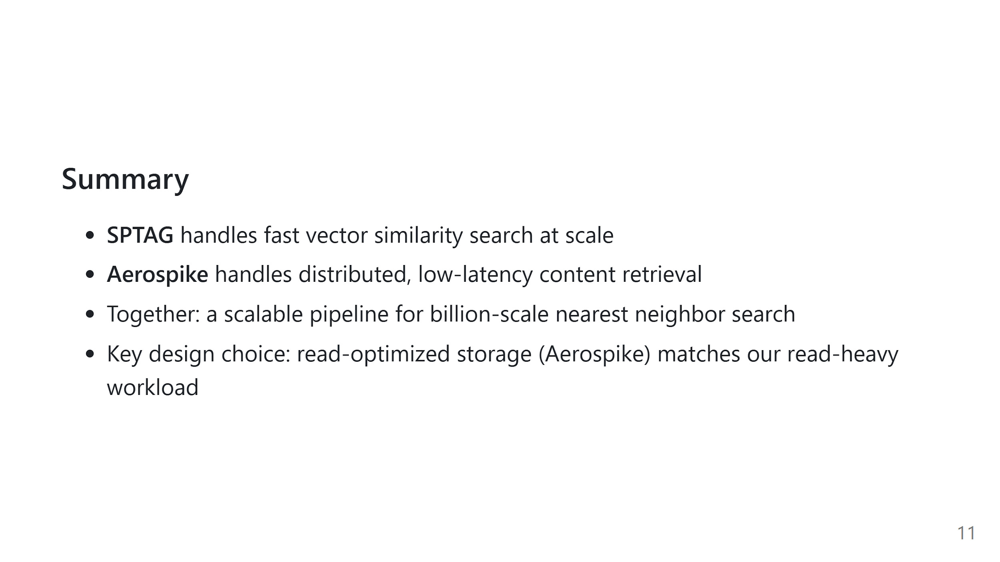 Summary
• SPTAG handles fast vector similarity search at scale
• Aerospike handles distributed, low-latency content retrieval
• Together: a scalable pipeline for billion-scale nearest neighbor search
• Key design choice: read-optimized storage (Aerospike) matches our read-heavy
workload
11